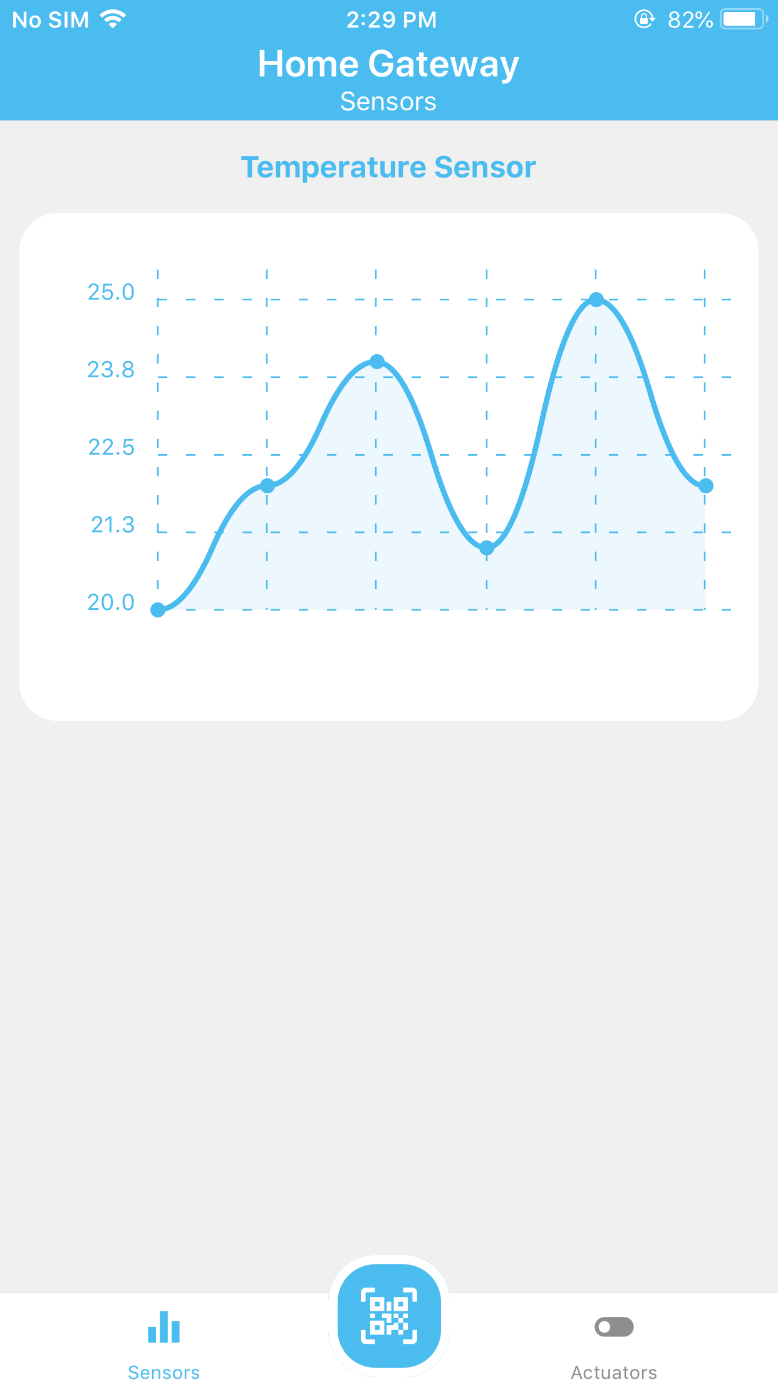 No SIM 2:29 PM 82%
Home Gateway
Sensors
Temperature Sensor
25.0
23.8
22.5
21.3
20.0
Sensors Actuators